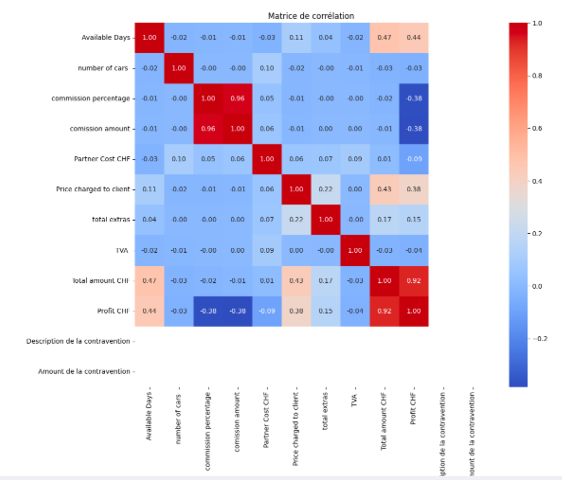 Matrice de corrélation
Available Days 1.00 -0.02 -0.01 -0.01 -0.03 0.11 0.04 -0.02 0.47 0.44
number of cars -0.02 1.00 -0.00 -0.00 0.10 -0.02 -0.00 -0.01 -0.03 -0.03
commission percentage -0.01 -0.00 1.00 0.96 0.05 -0.01 -0.00 -0.00 -0.02 -0.38
comission amount -0.01 -0.00 0.96 1.00 0.06 -0.01 0.00 0.00 -0.01 -0.38
Partner Cost CHF -0.03 0.10 0.05 0.06 1.00 0.06 0.07 0.09 0.01 -0.09
Price charged to client 0.11 -0.02 -0.01 -0.01 0.06 1.00 0.22 0.00 0.43 0.38
total extras 0.04 -0.00 -0.00 0.00 0.07 0.22 1.00 -0.00 0.17 0.15
TVA -0.02 -0.01 -0.00 0.00 0.09 0.00 -0.00 1.00 -0.03 -0.04
Total amount CHF 0.47 -0.03 -0.02 -0.01 0.01 0.43 0.17 -0.03 1.00 0.92
Profit CHF 0.44 -0.03 -0.38 -0.38 -0.09 0.38 0.15 -0.04 0.92 1.00
Description de la contravention
Amount de la contravention
Available Days
number of cars
commission percentage
comission amount
Partner Cost CHF
Price charged to client
total extras
TVA
Total amount CHF
Profit CHF
ption de la contravention
ount de la contravention
1.0
0.8
0.6
0.4
0.2
0.0
-0.2